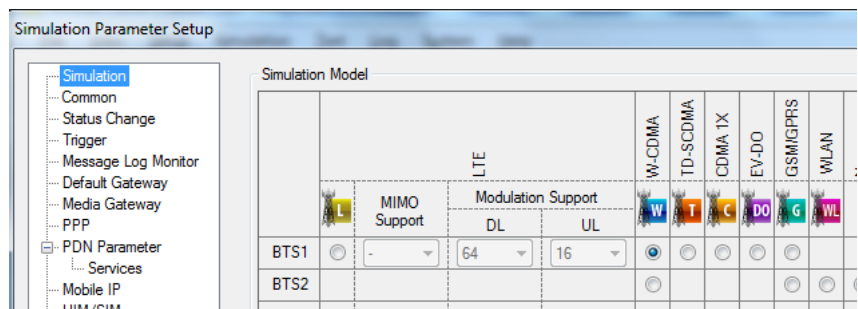 Simulation Parameter Setup
Simulation
Common
Status Change
Trigger
Message Log Monitor
Default Gateway
Media Gateway
PPP
PDN Parameter
Services
Mobile IP
UIM/SIM
Simulation Model
LTE
W-CDMA
TD-SCDMA
CDMA 1X
EV-DO
GSM/GPRS
WLAN
L
MIMO Support
Modulation Support
DL
UL
W
T
C
DO
G
WL
BTS1
-
64
16
BTS2